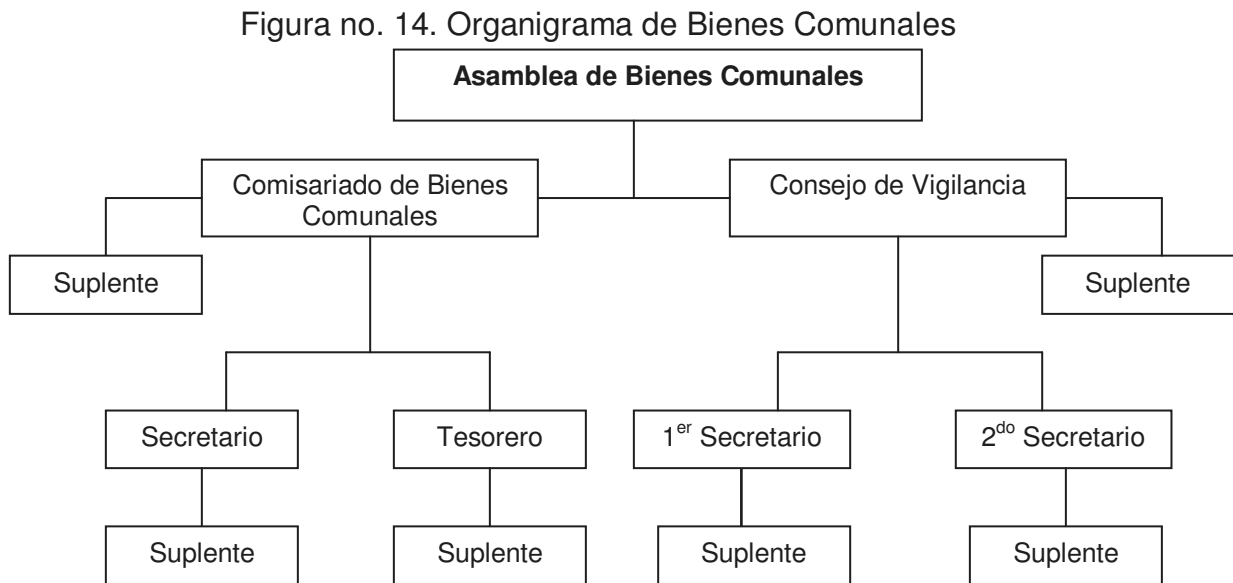 Figura no. 14. Organigrama de Bienes Comunales
Asamblea de Bienes Comunales
Comisariado de Bienes
Comunales
Consejo de Vigilancia
Suplente
Suplente
Secretario
Tesorero
1er Secretario
2do Secretario
Suplente
Suplente
Suplente
Suplente